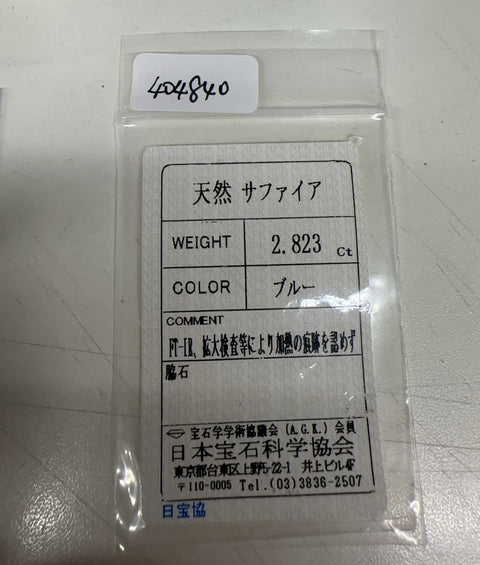 404840
天然 サファイア
WEIGHT 2.823 Ct
COLOR ブルー
COMMENT
FT-IR、拡大検査等により加熱の痕跡を認めず
脇石
宝石学学術協議会 (A.G.K.) 会員
日本宝石科学協会
東京都台東区上野5-22-1 井上ビル4F
〒110-0005 Tel.(03)3836-2507
日宝協